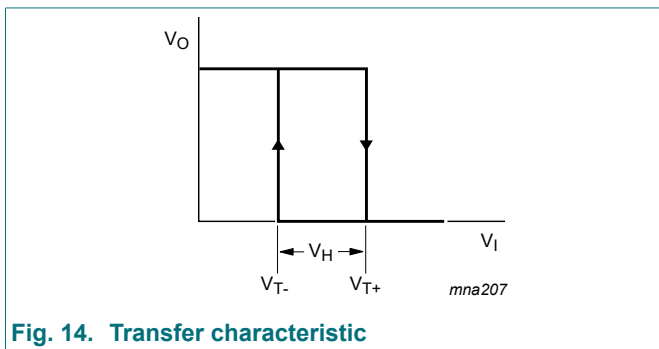 VO
VH
VI
VT-
VT+
mna207
Fig. 14. Transfer characteristic